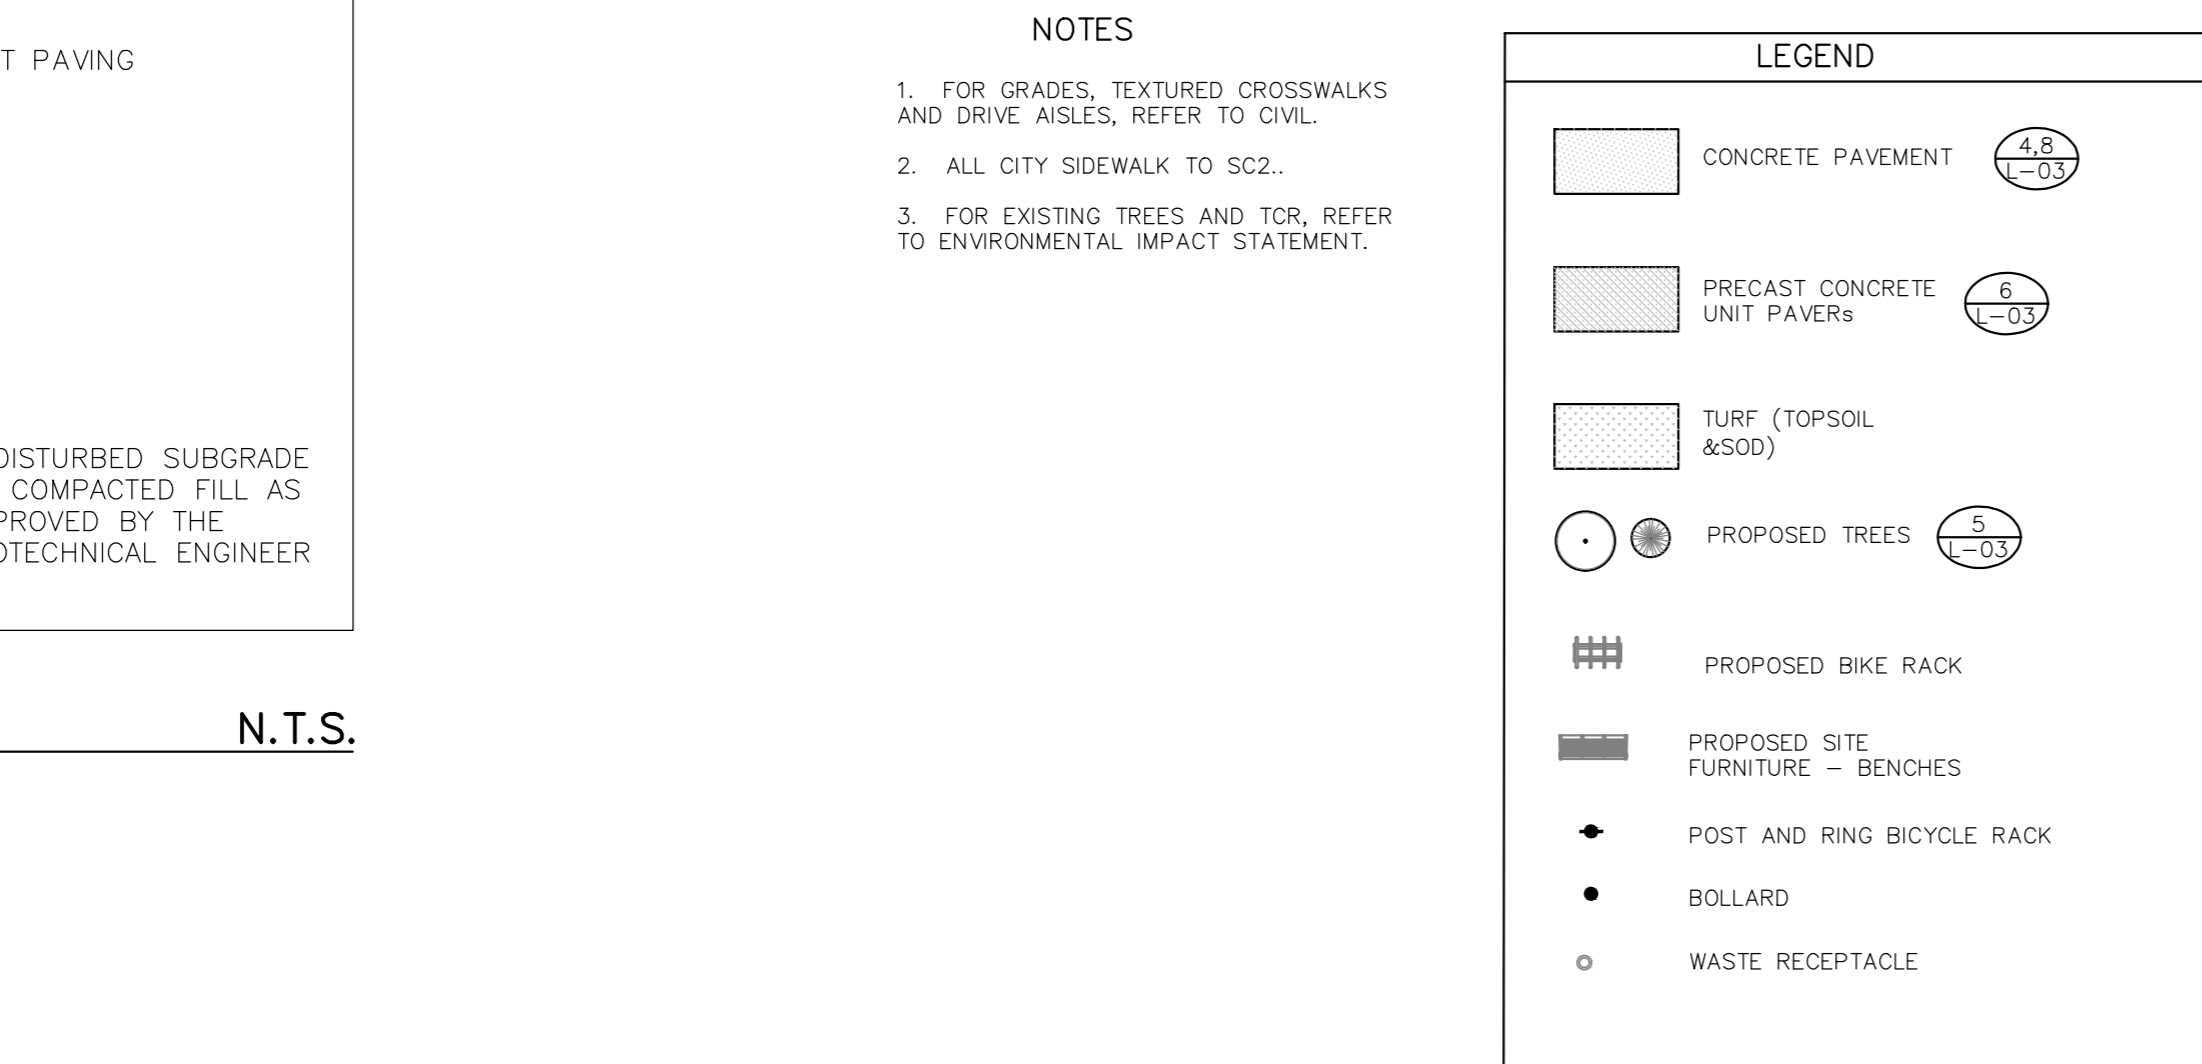 T PAVING
DISTURBED SUBGRADE
COMPACTED FILL AS
PROVED BY THE
OTECHNICAL ENGINEER
N.T.S.
NOTES
1. FOR GRADES, TEXTURED CROSSWALKS
AND DRIVE AISLES, REFER TO CIVIL.
2. ALL CITY SIDEWALK TO SC2..
3. FOR EXISTING TREES AND TCR, REFER
TO ENVIRONMENTAL IMPACT STATEMENT.
LEGEND
CONCRETE PAVEMENT
4,8
L-03
PRECAST CONCRETE
UNIT PAVERs
6
L-03
TURF (TOPSOIL
&SOD)
PROPOSED TREES
5
L-03
PROPOSED BIKE RACK
PROPOSED SITE
FURNITURE - BENCHES
POST AND RING BICYCLE RACK
BOLLARD
WASTE RECEPTACLE